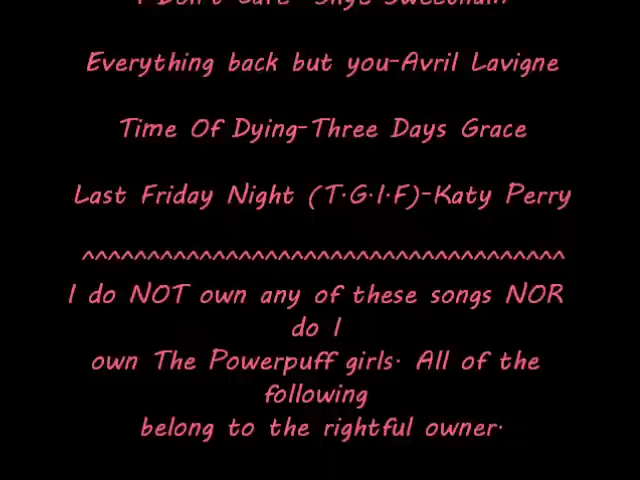 Everything back but you-Avril Lavigne
Time Of Dying-Three Days Grace
Last Friday Night (T.G.I.F)-Katy Perry
^^^^^^^^^^^^^^^^^^^^^^^^^^^^^^^^^^^^^
I do NOT own any of these songs NOR
do I
own The Powerpuff girls. All of the
following
belong to the rightful owner.